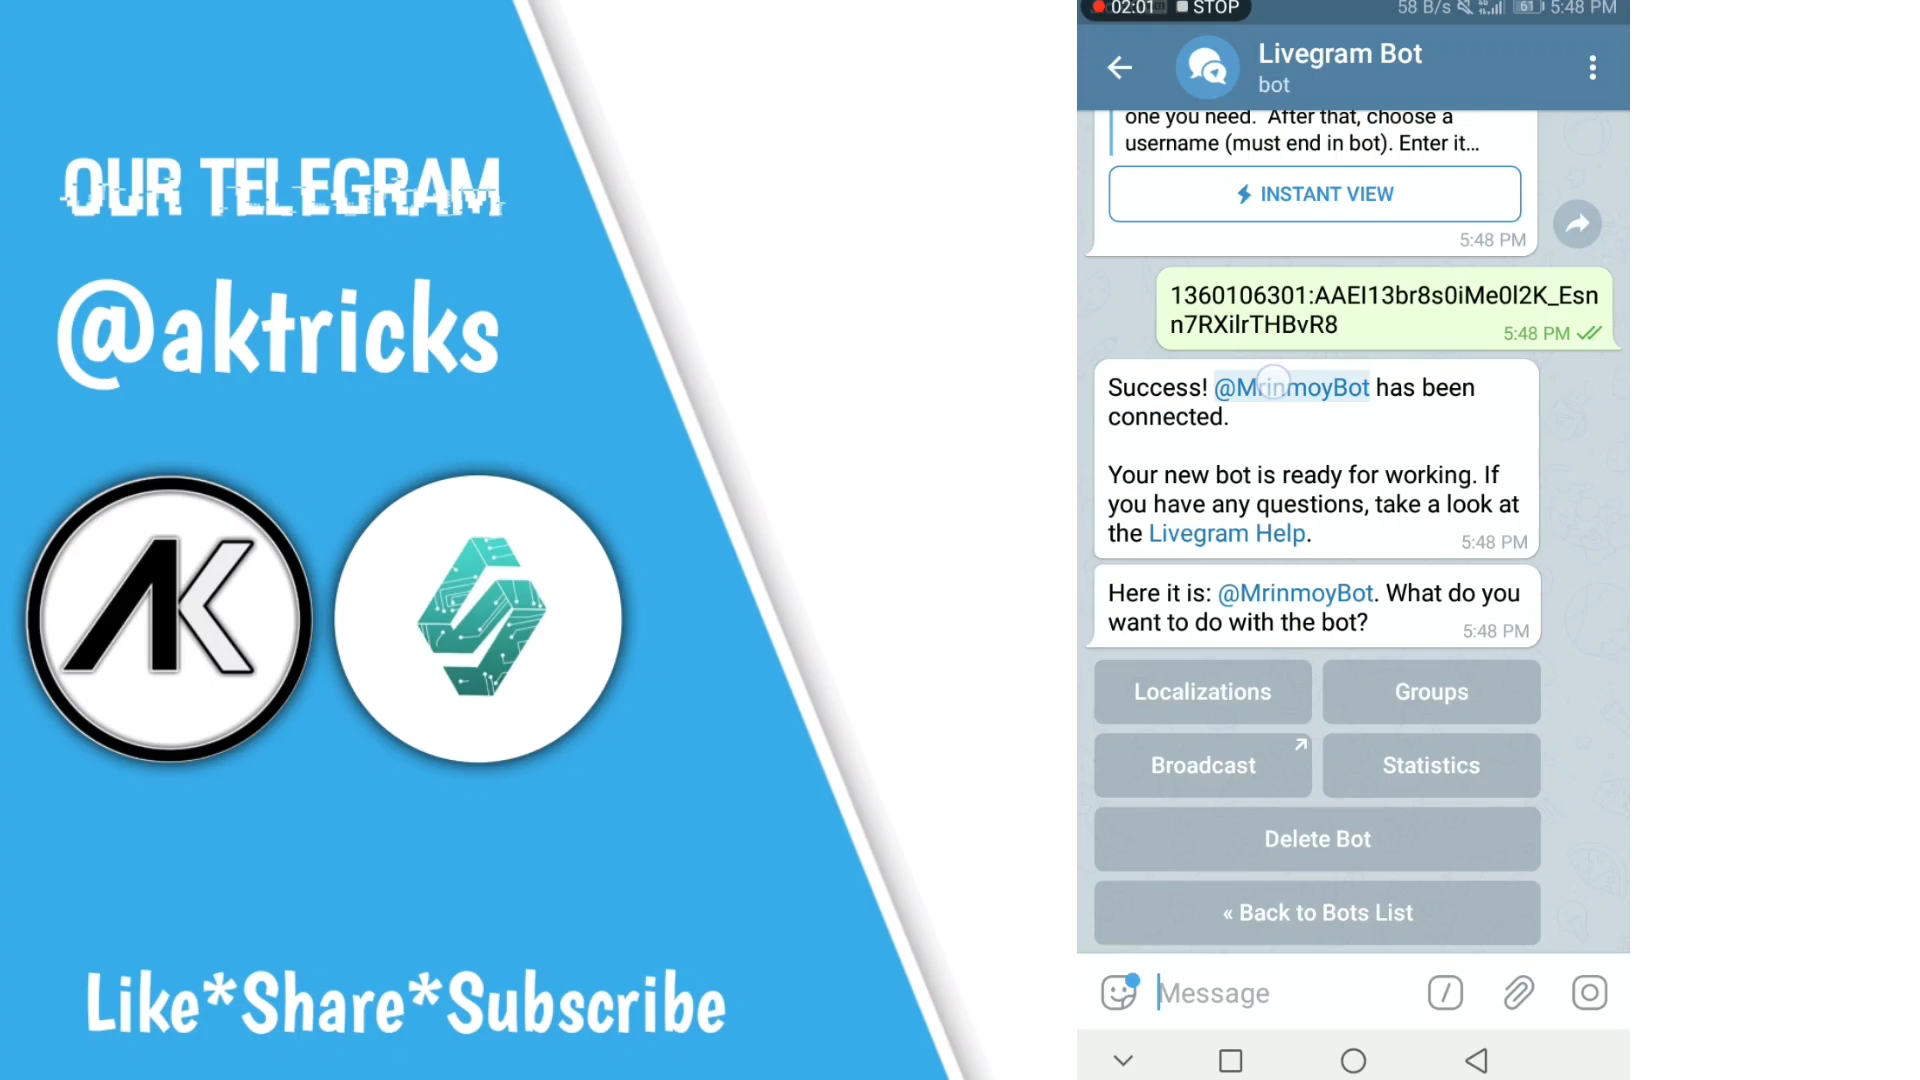 OUR TELEGRAM
@aktricks
AK
Like*Share*Subscribe
02:01 STOP
58 B/s 61 5:48 PM
Livegram Bot
bot
one you need. After that, choose a
username (must end in bot). Enter it...
INSTANT VIEW
5:48 PM
1360106301:AAEI13br8s0iMe0l2K_Esn
n7RXilrTHBvR8
5:48 PM
Success! @MrinmoyBot has been
connected.
Your new bot is ready for working. If
you have any questions, take a look at
the Livegram Help.
5:48 PM
Here it is: @MrinmoyBot. What do you
want to do with the bot?
5:48 PM
Localizations
Groups
Broadcast
Statistics
Delete Bot
« Back to Bots List
Message